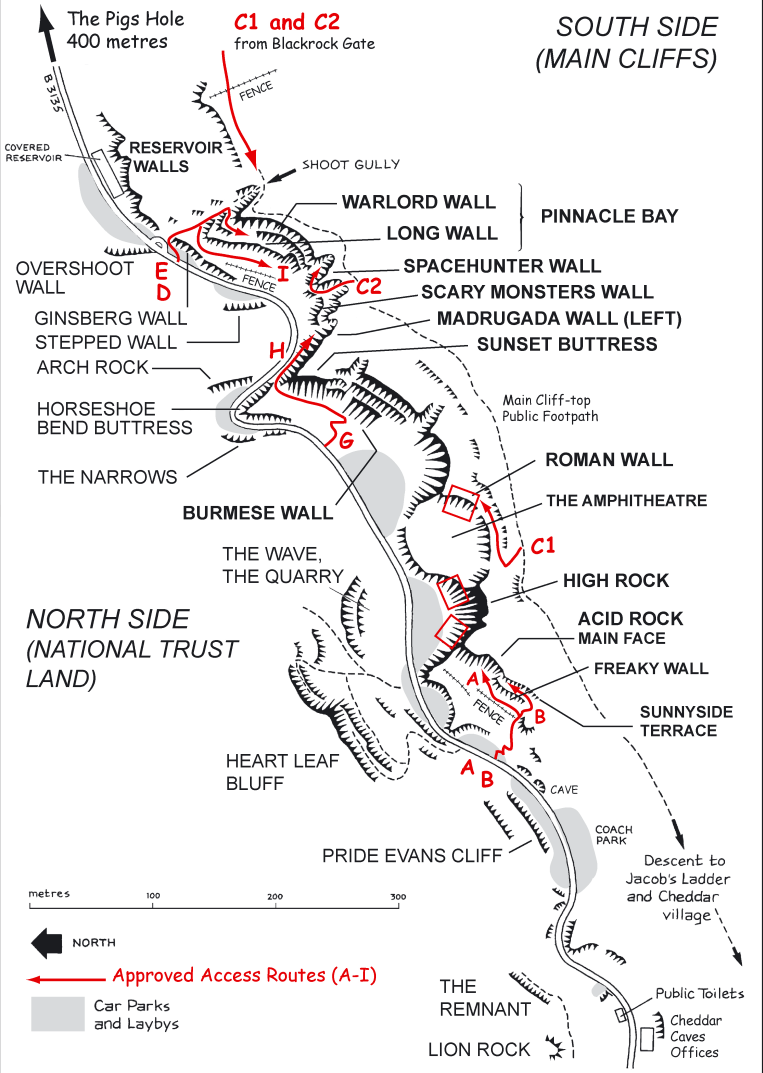 The Pigs Hole
400 metres
C1 and C2
from Blackrock Gate
SOUTH SIDE
(MAIN CLIFFS)
B 3135
FENCE
COVERED
RESERVOIR
RESERVOIR
WALLS
SHOOT GULLY
WARLORD WALL
LONG WALL
PINNACLE BAY
OVERSHOOT
WALL
E
D
I
FENCE
SPACEHUNTER WALL
C2
SCARY MONSTERS WALL
GINSBERG WALL
STEPPED WALL
MADRUGADA WALL (LEFT)
SUNSET BUTTRESS
H
ARCH ROCK
HORSESHOE
BEND BUTTRESS
Main Cliff-top
Public Footpath
G
THE NARROWS
ROMAN WALL
BURMESE WALL
THE AMPHITHEATRE
C1
THE WAVE,
THE QUARRY
HIGH ROCK
NORTH SIDE
(NATIONAL TRUST
LAND)
ACID ROCK
MAIN FACE
FREAKY WALL
A
FENCE
B
SUNNYSIDE
TERRACE
HEART LEAF
BLUFF
A
B
CAVE
COACH
PARK
PRIDE EVANS CLIFF
Descent to
Jacob's Ladder
and Cheddar
village
metres 100 200 300
NORTH
Approved Access Routes (A-I)
Car Parks
and Laybys
THE
REMNANT
LION ROCK
Public Toilets
Cheddar
Caves
Offices